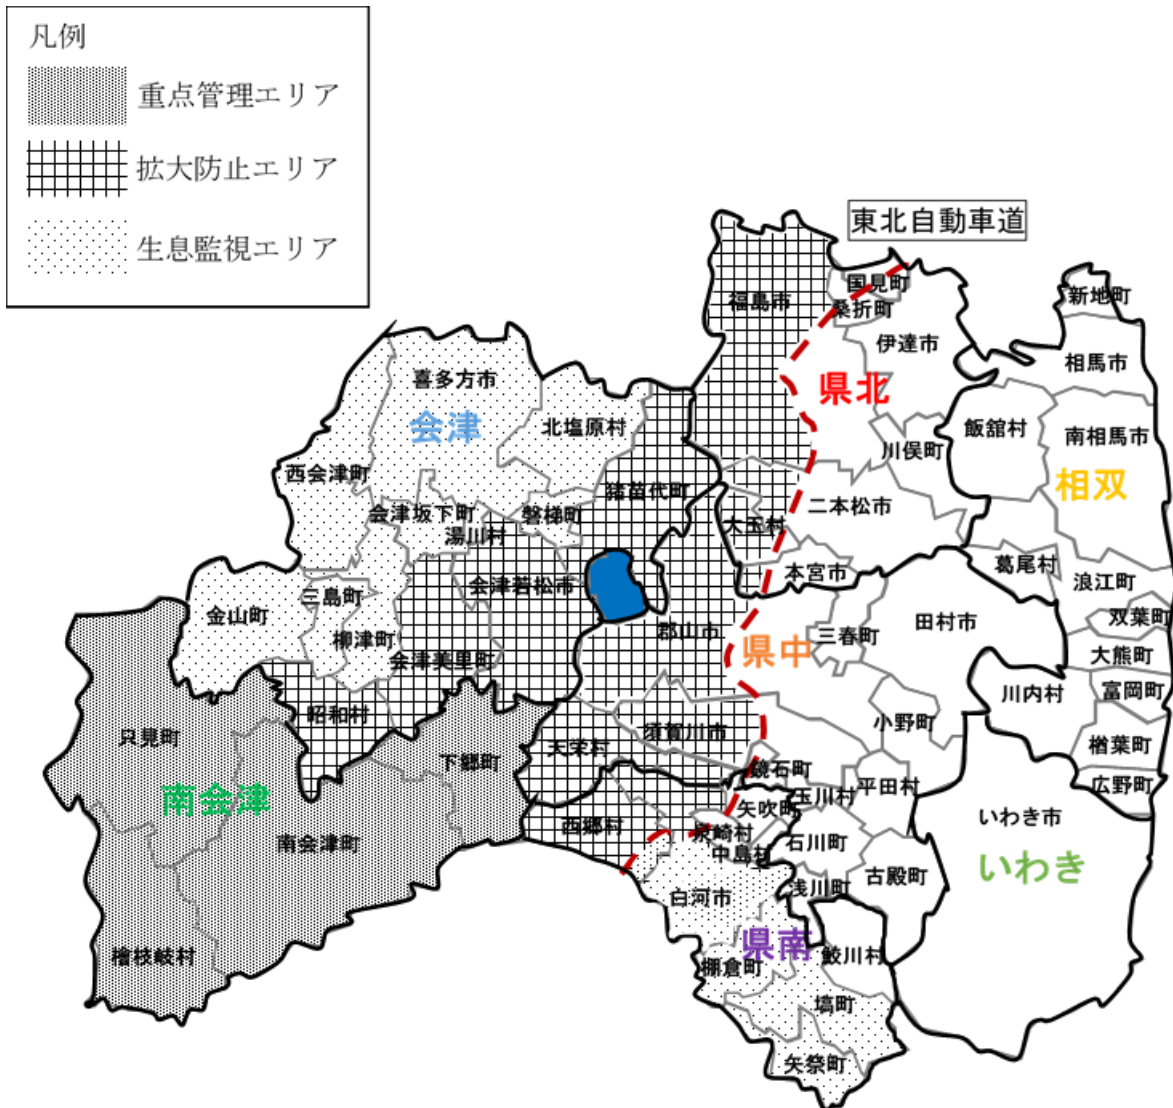 凡例
重点管理エリア
拡大防止エリア
生息監視エリア
東北自動車道
国見町
桑折町
福島市
伊達市
県北
新地町
相馬市
飯舘村
南相馬市
相双
川俣町
喜多方市
会津
北塩原村
西会津町
猪苗代町
会津坂下町
磐梯町
湯川村
二本松市
大玉村
本宮市
葛尾村
浪江町
双葉町
大熊町
富岡町
川内村
楢葉町
広野町
会津若松市
三島町
金山町
柳津町
会津美里町
昭和村
郡山市
県中
三春町
田村市
小野町
須賀川市
天栄村
鏡石町
玉川村
平田村
矢吹町
泉崎村
中島村
石川町
浅川町
古殿町
いわき市
いわき
只見町
南会津
下郷町
南会津町
檜枝岐村
西郷村
白河市
県南
棚倉町
鮫川村
塙町
矢祭町